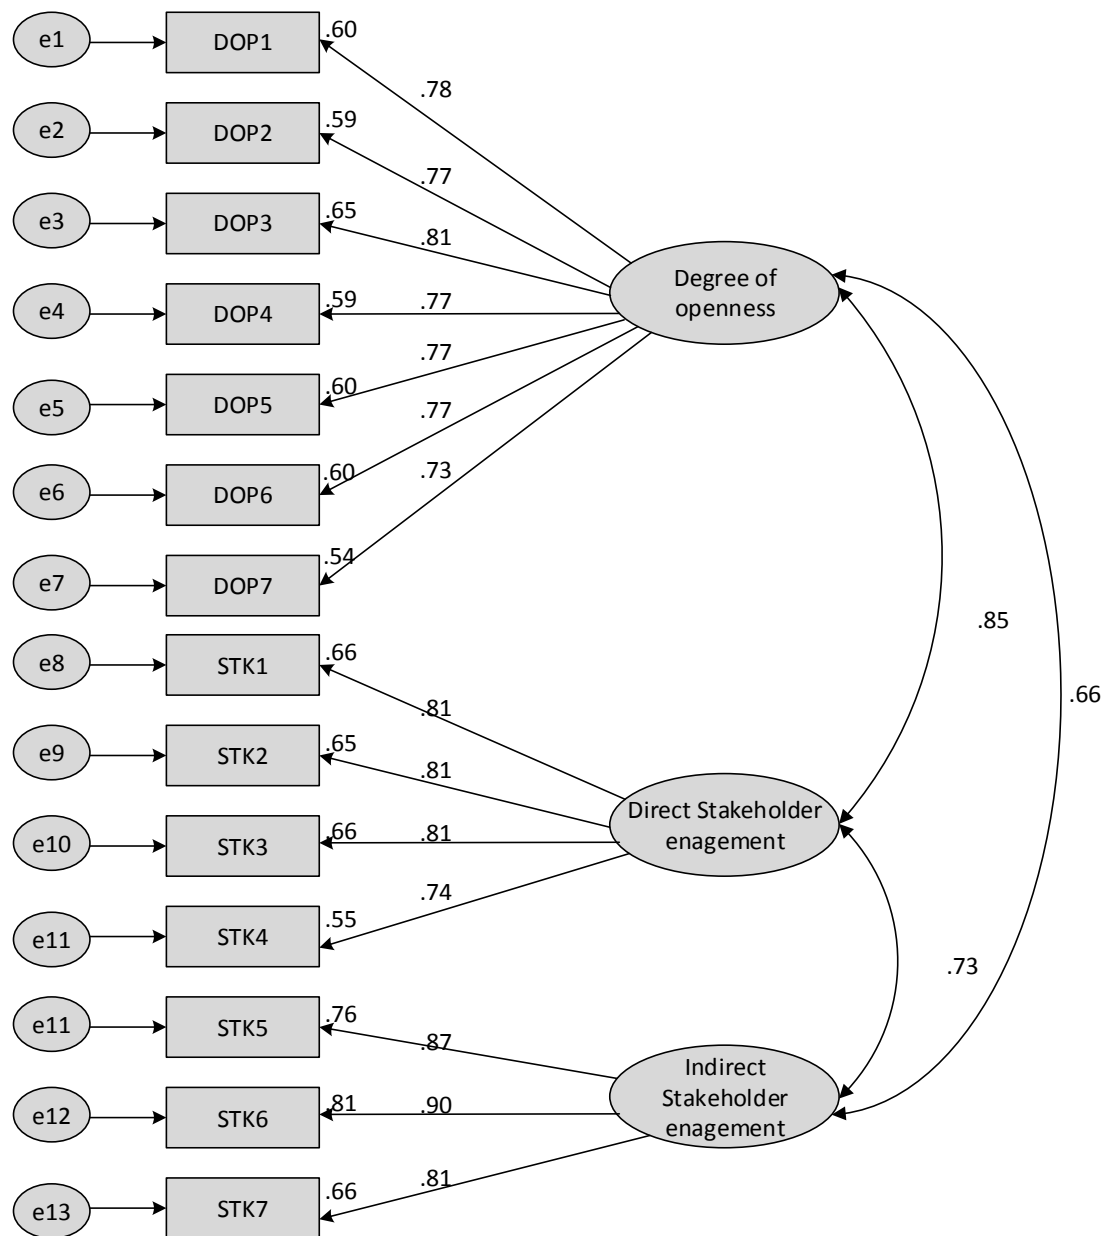 e1
DOP1
.60
.78
e2
DOP2
.59
.77
e3
DOP3
.65
.81
e4
DOP4
.59
.77
e5
DOP5
.60
.77
e6
DOP6
.60
.77
e7
DOP7
.54
.73
Degree of
openness
e8
STK1
.66
.81
e9
STK2
.65
.81
e10
STK3
.66
.81
e11
STK4
.55
.74
Direct Stakeholder
enagement
e11
STK5
.76
.87
e12
STK6
.81
.90
e13
STK7
.66
.81
Indirect
Stakeholder
enagement
.85
.66
.73